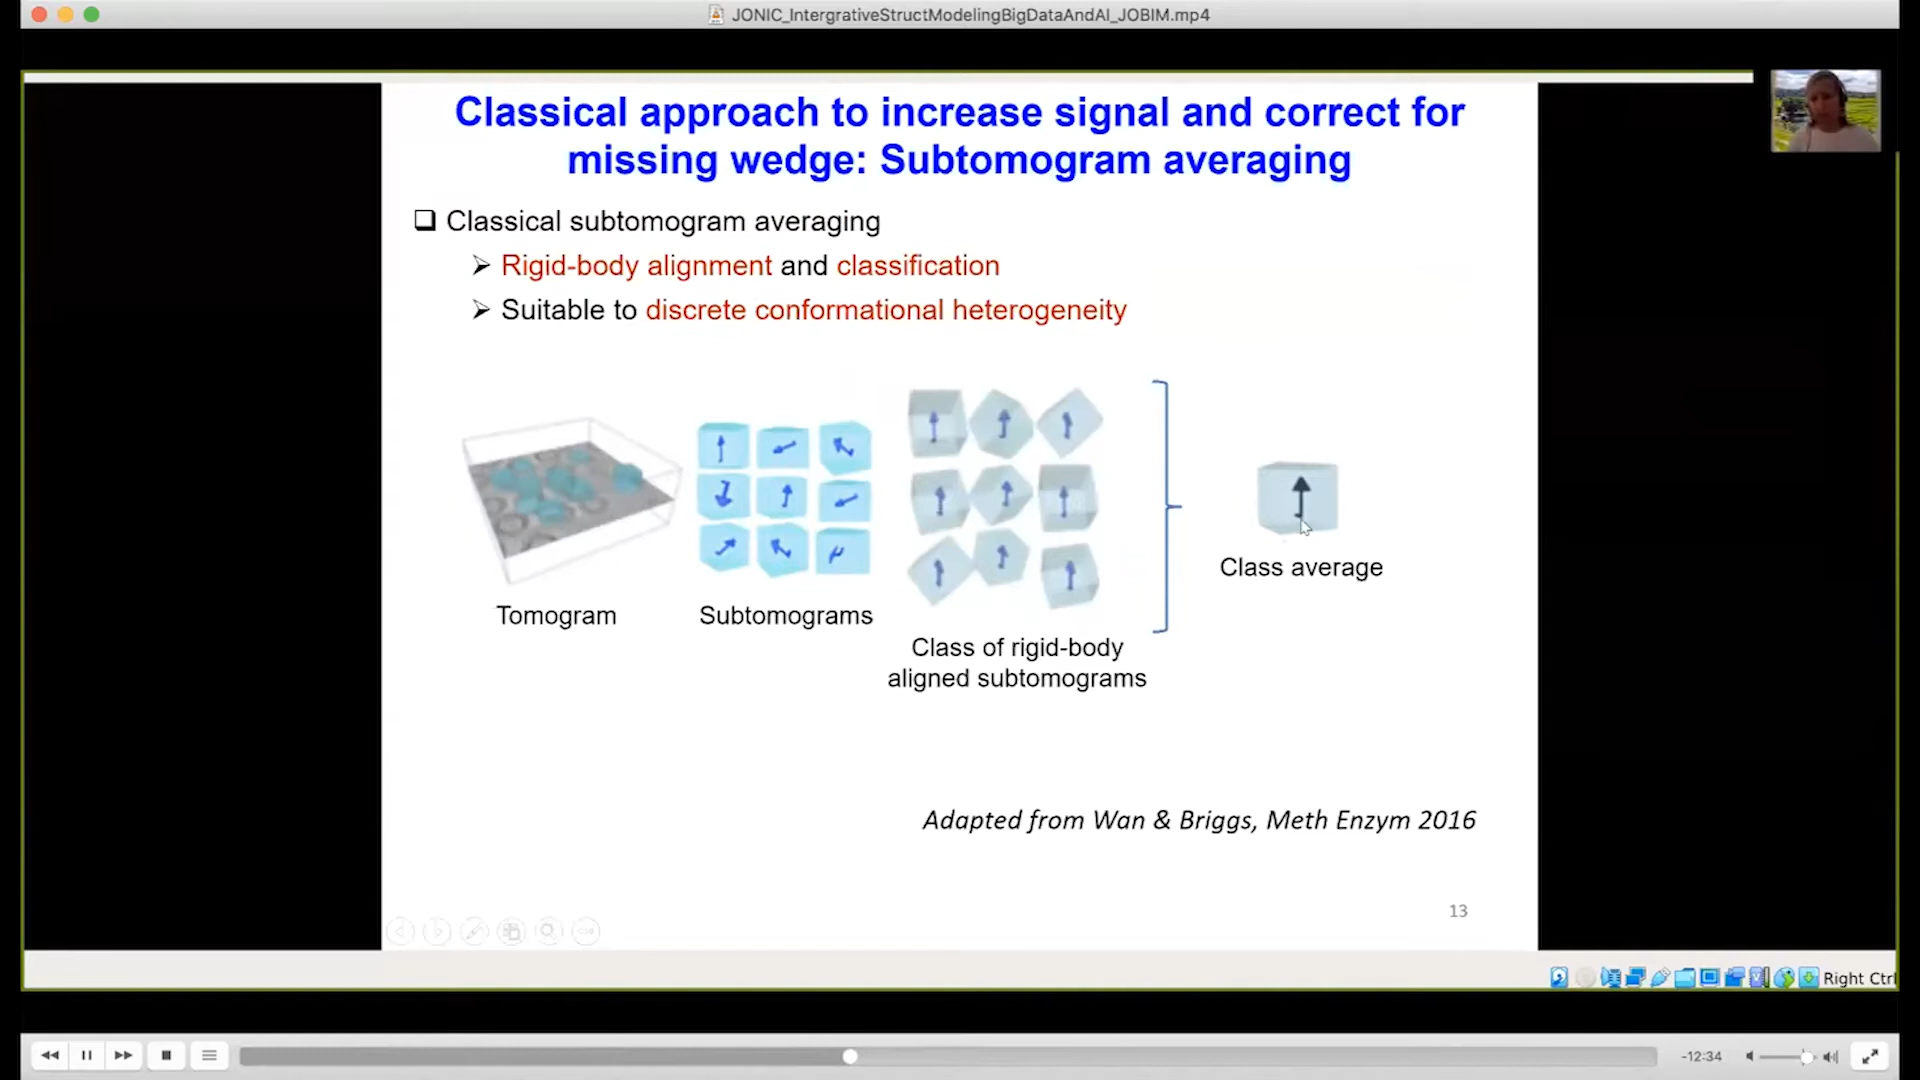 JONIC_IntergrativeStructModelingBigDataAndAI_JOBIM.mp4
Classical approach to increase signal and correct for
missing wedge: Subtomogram averaging
Classical subtomogram averaging
Rigid-body alignment and classification
Suitable to discrete conformational heterogeneity
Tomogram
Subtomograms
Class of rigid-body
aligned subtomograms
Class average
Adapted from Wan & Briggs, Meth Enzym 2016
13
Right Ctrl
-12:34